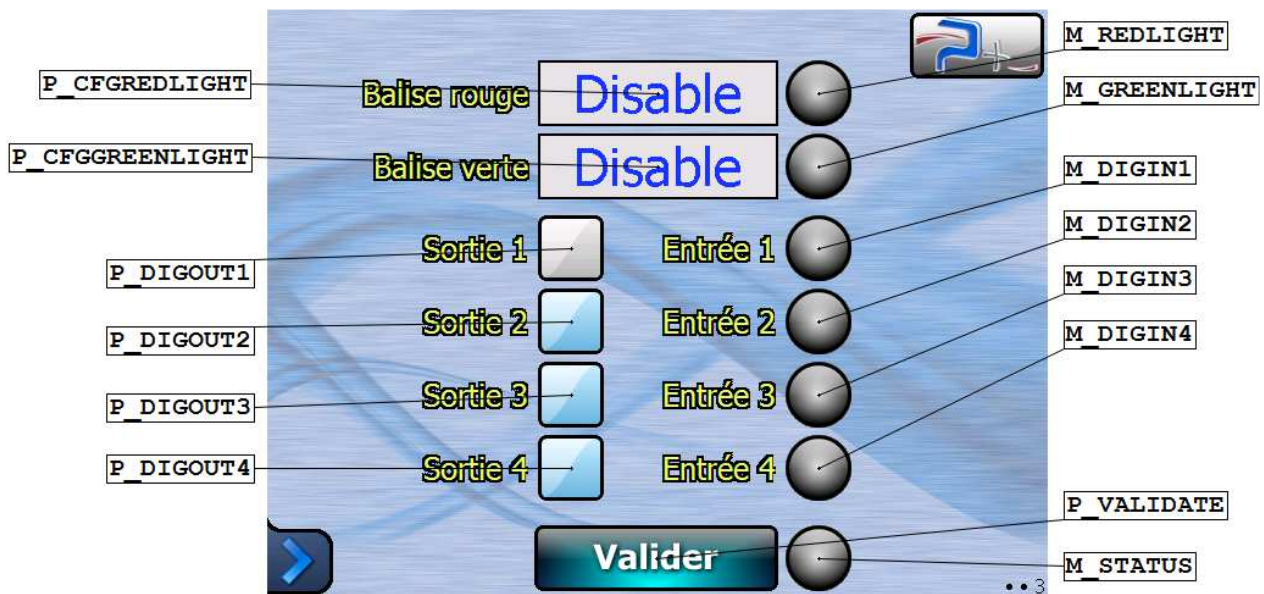 M_REDLIGHT
P_CFGREDLIGHT Balise rouge Disable
M_GREENLIGHT
P_CFGGREENLIGHT Balise verte Disable
M_DIGIN1
M_DIGIN2
P_DIGOUT1 Sortie 1 Entrée 1
M_DIGIN3
P_DIGOUT2 Sortie 2 Entrée 2
M_DIGIN4
P_DIGOUT3 Sortie 3 Entrée 3
P_DIGOUT4 Sortie 4 Entrée 4
P_VALIDATE
Valider
M_STATUS
3